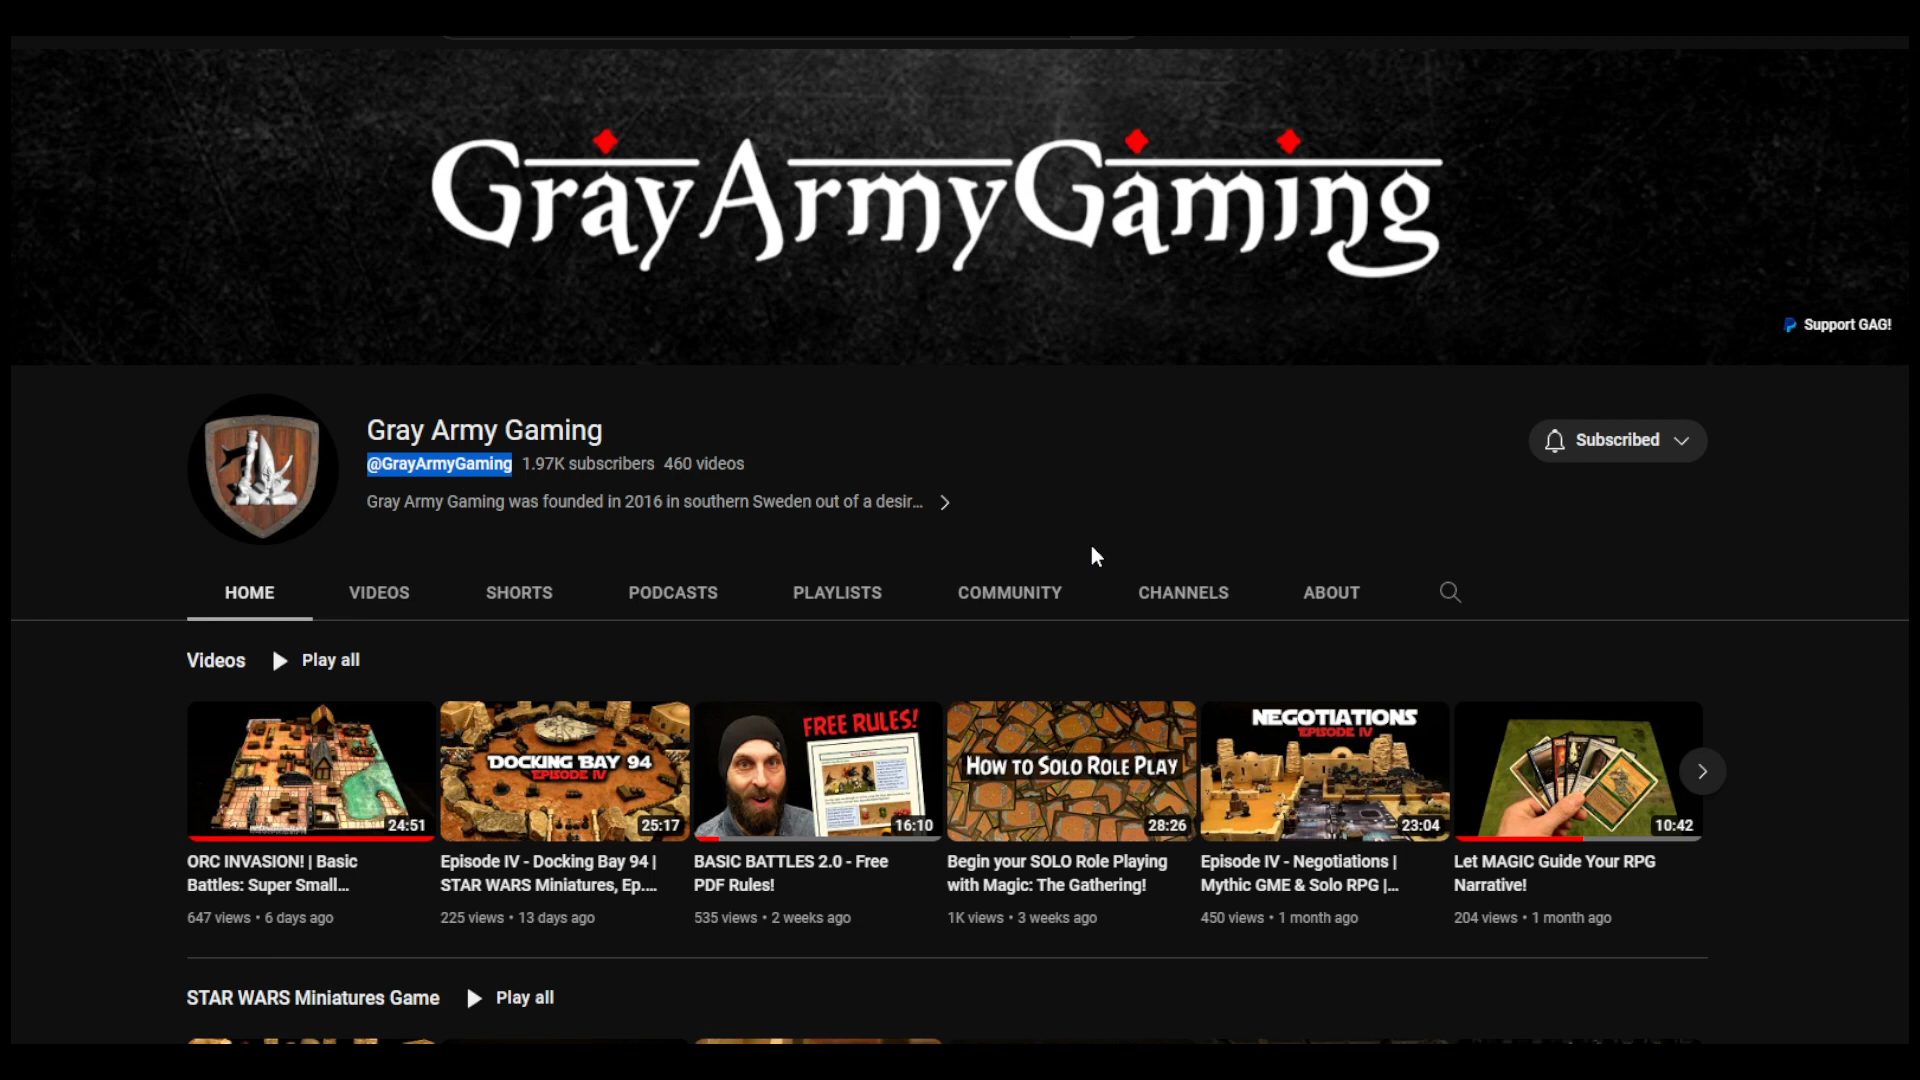 GrayArmyGaming
Support GAG!
Gray Army Gaming
@GrayArmyGaming 1.97K subscribers 460 videos
Gray Army Gaming was founded in 2016 in southern Sweden out of a desir...
Subscribed
HOME VIDEOS SHORTS PODCASTS PLAYLISTS COMMUNITY CHANNELS ABOUT
Videos Play all
24:51
DOCKING BAY 94
EPISODE IV
25:17
FREE RULES!
16:10
HOW TO SOLO ROLE PLAY
28:26
NEGOTIATIONS
EPISODE IV
23:04
10:42
ORC INVASION! | Basic
Battles: Super Small...
647 views • 6 days ago
Episode IV - Docking Bay 94 |
STAR WARS Miniatures, Ep....
225 views • 13 days ago
BASIC BATTLES 2.0 - Free
PDF Rules!
535 views • 2 weeks ago
Begin your SOLO Role Playing
with Magic: The Gathering!
1K views • 3 weeks ago
Episode IV - Negotiations |
Mythic GME & Solo RPG |...
450 views • 1 month ago
Let MAGIC Guide Your RPG
Narrative!
204 views • 1 month ago
STAR WARS Miniatures Game Play all